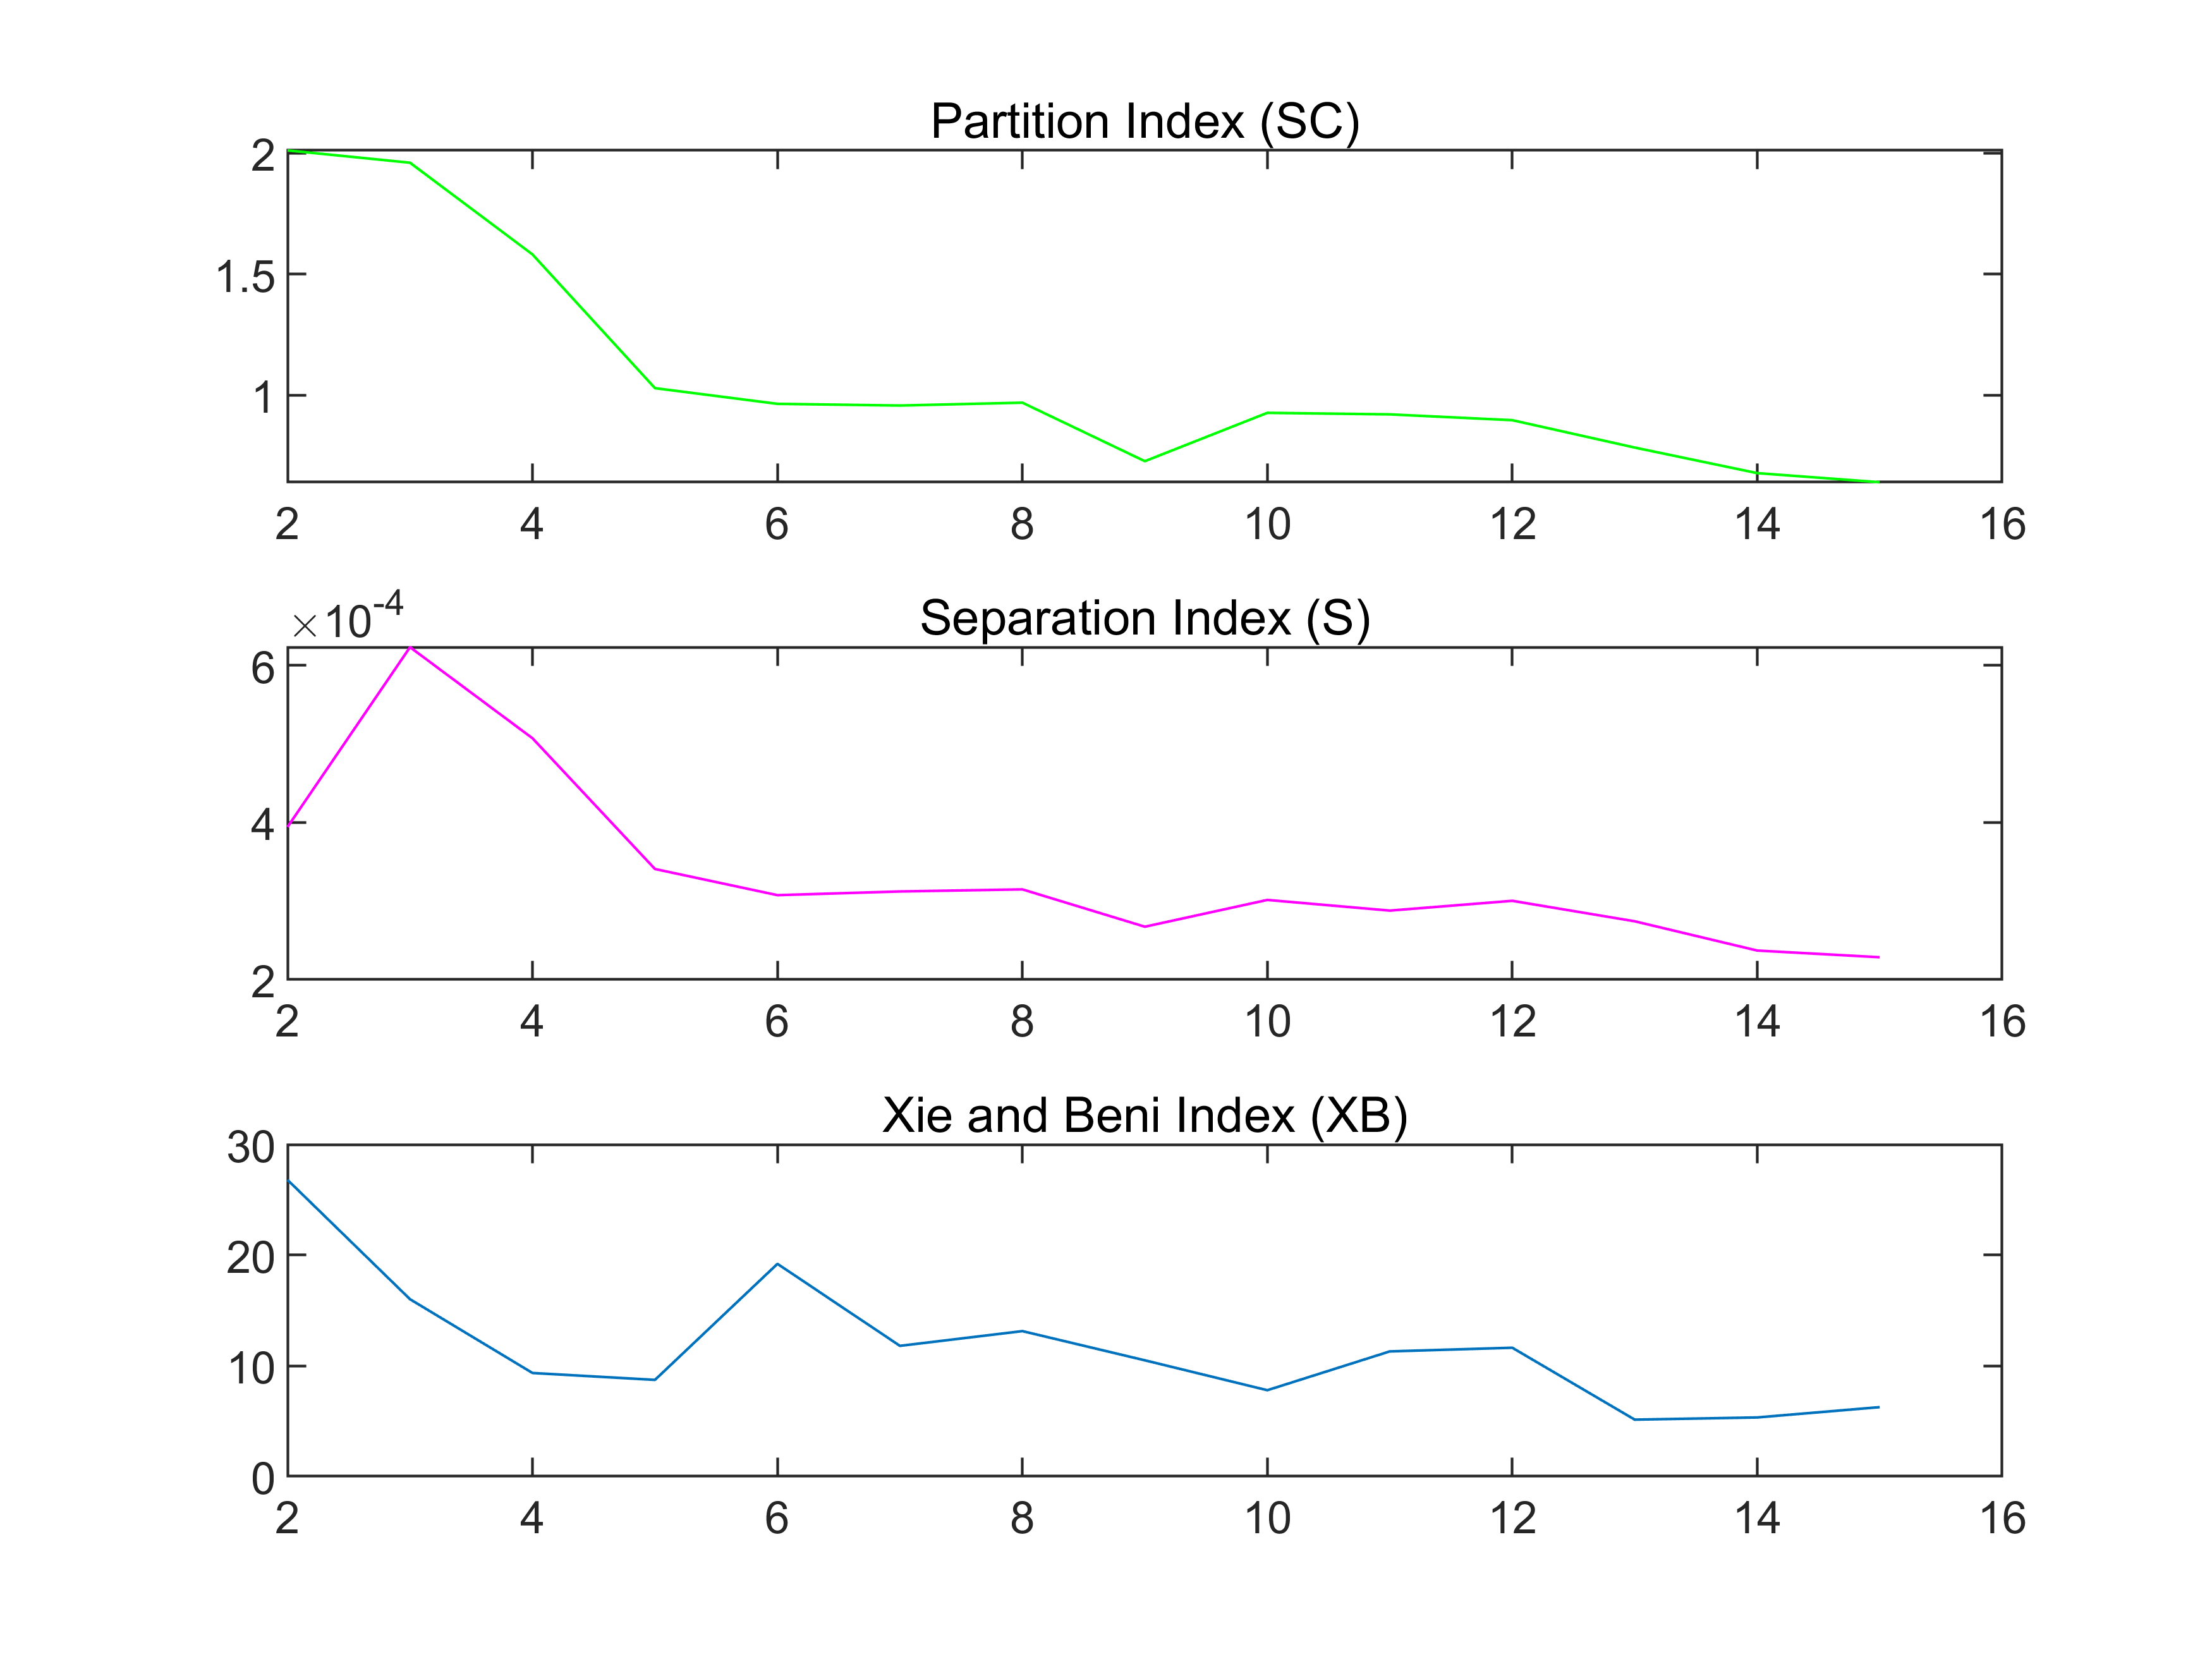 Partition Index (SC)
2
1.5
1
2 4 6 8 10 12 14 16
×10-4
Separation Index (S)
6
4
2
2 4 6 8 10 12 14 16
Xie and Beni Index (XB)
30
20
10
0
2 4 6 8 10 12 14 16